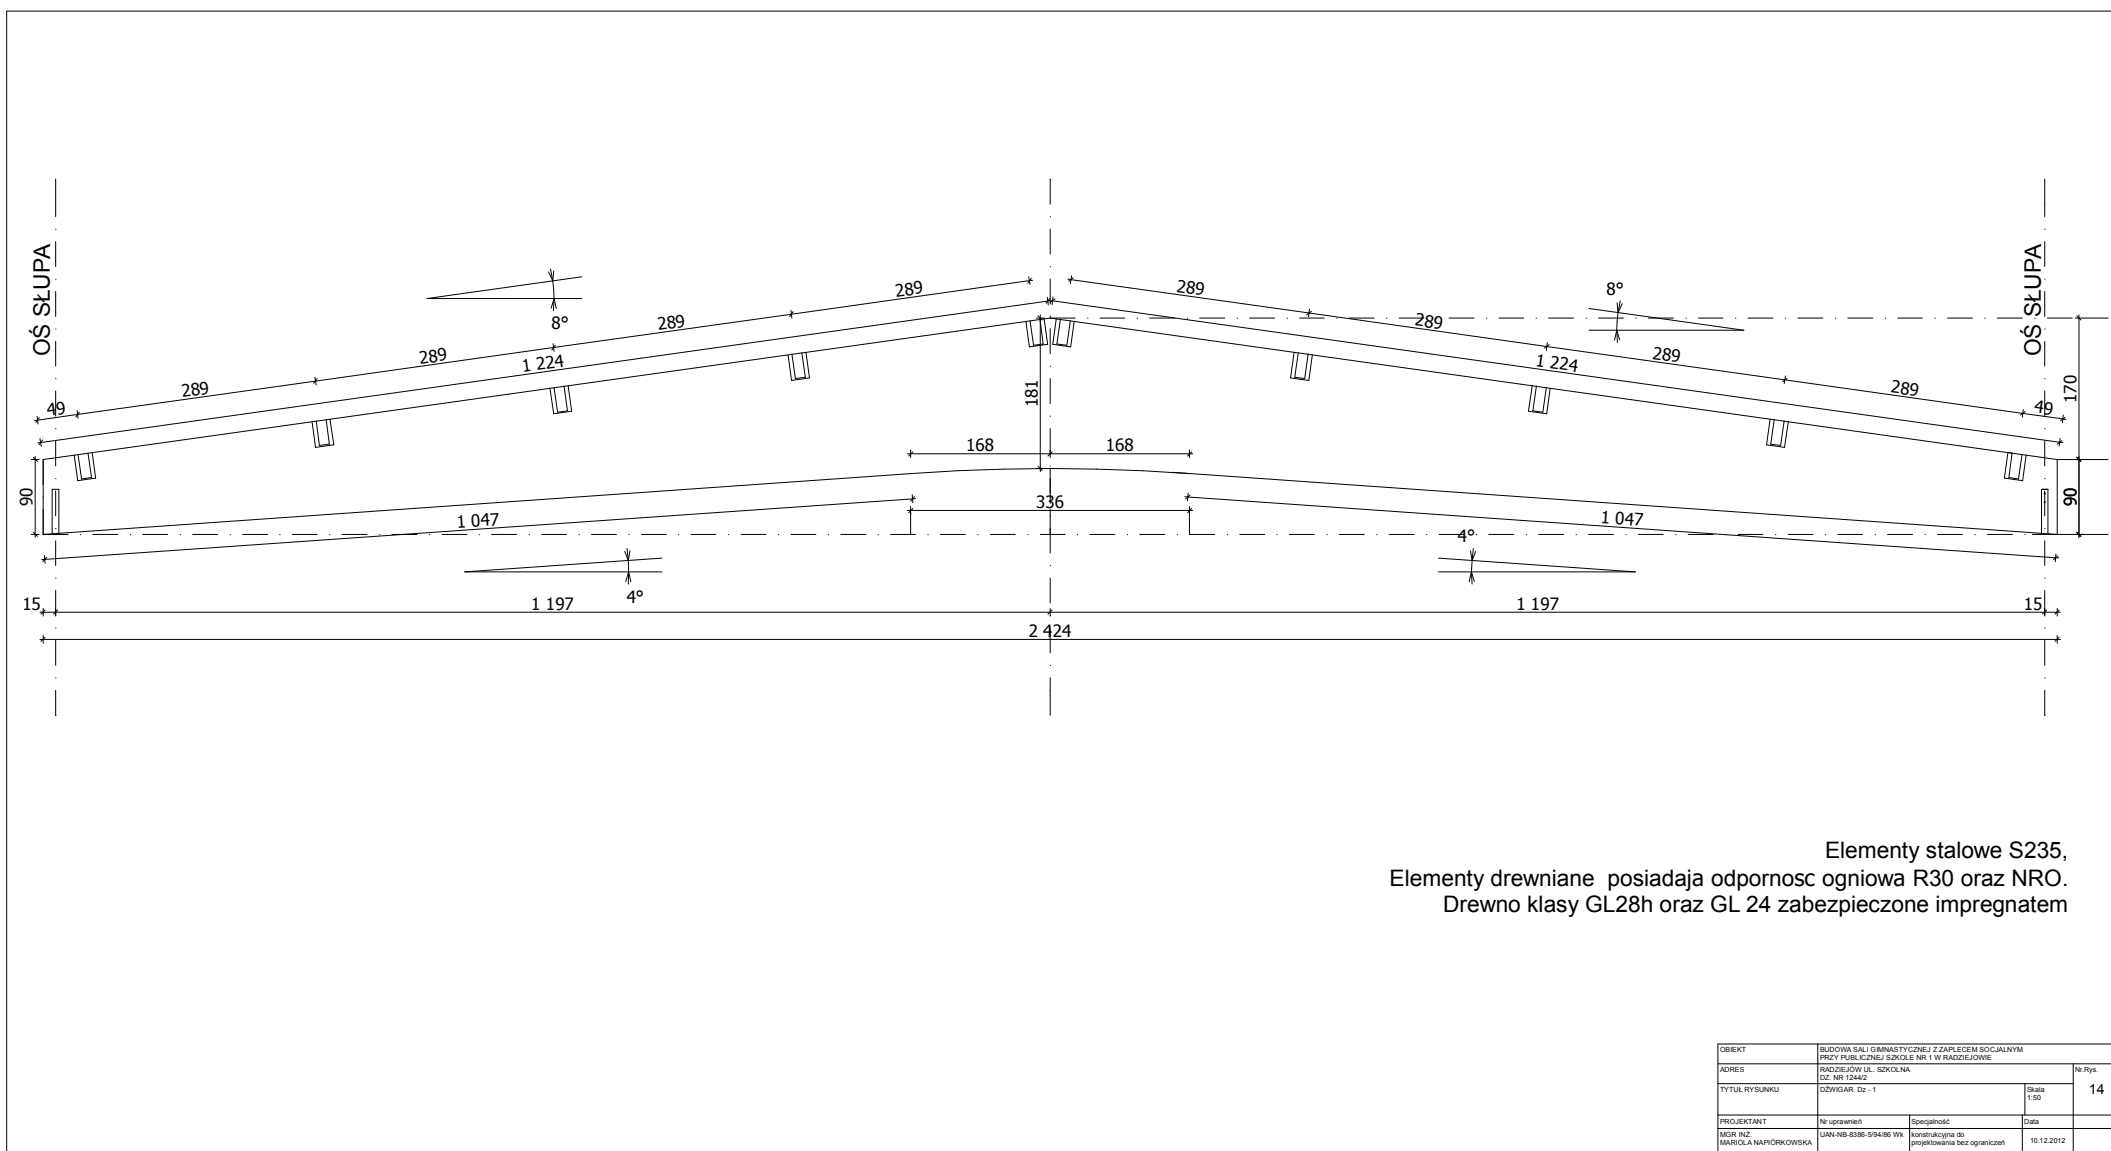 OŚ SŁUPA
OŚ SŁUPA
8°
8°
289
289
289
289
289
289
289
289
1 224
1 224
49
49
181
170
168
168
90
90
90
336
1 047
1 047
4°
4°
15
1 197
1 197
15
2 424
Elementy stalowe S235,
Elementy drewniane posiadaja odpornosc ogniowa R30 oraz NRO.
Drewno klasy GL28h oraz GL 24 zabezpieczone impregnatem
OBIEKT
BUDOWA SALI GIMNASTYCZNEJ Z ZAPLECEM SOCJALNYM
PRZY PUBLICZNEJ SZKOLE NR 1 W RADZIEJOWIE
ADRES
RADZIEJÓW UL. SZKOLNA
DZ. NR 1244/2
Nr.Rys.
14
TYTUŁ RYSUNKU
DŹWIGAR Dz - 1
Skala
1:50
PROJEKTANT
Nr uprawnień
Specjalność
Data
MGR INŻ.
MARIOLA NAPIÓRKOWSKA
UAN-NB-8386-5/94/86 Wk
konstrukcyjna do
projektowania bez ograniczeń
10.12.2012